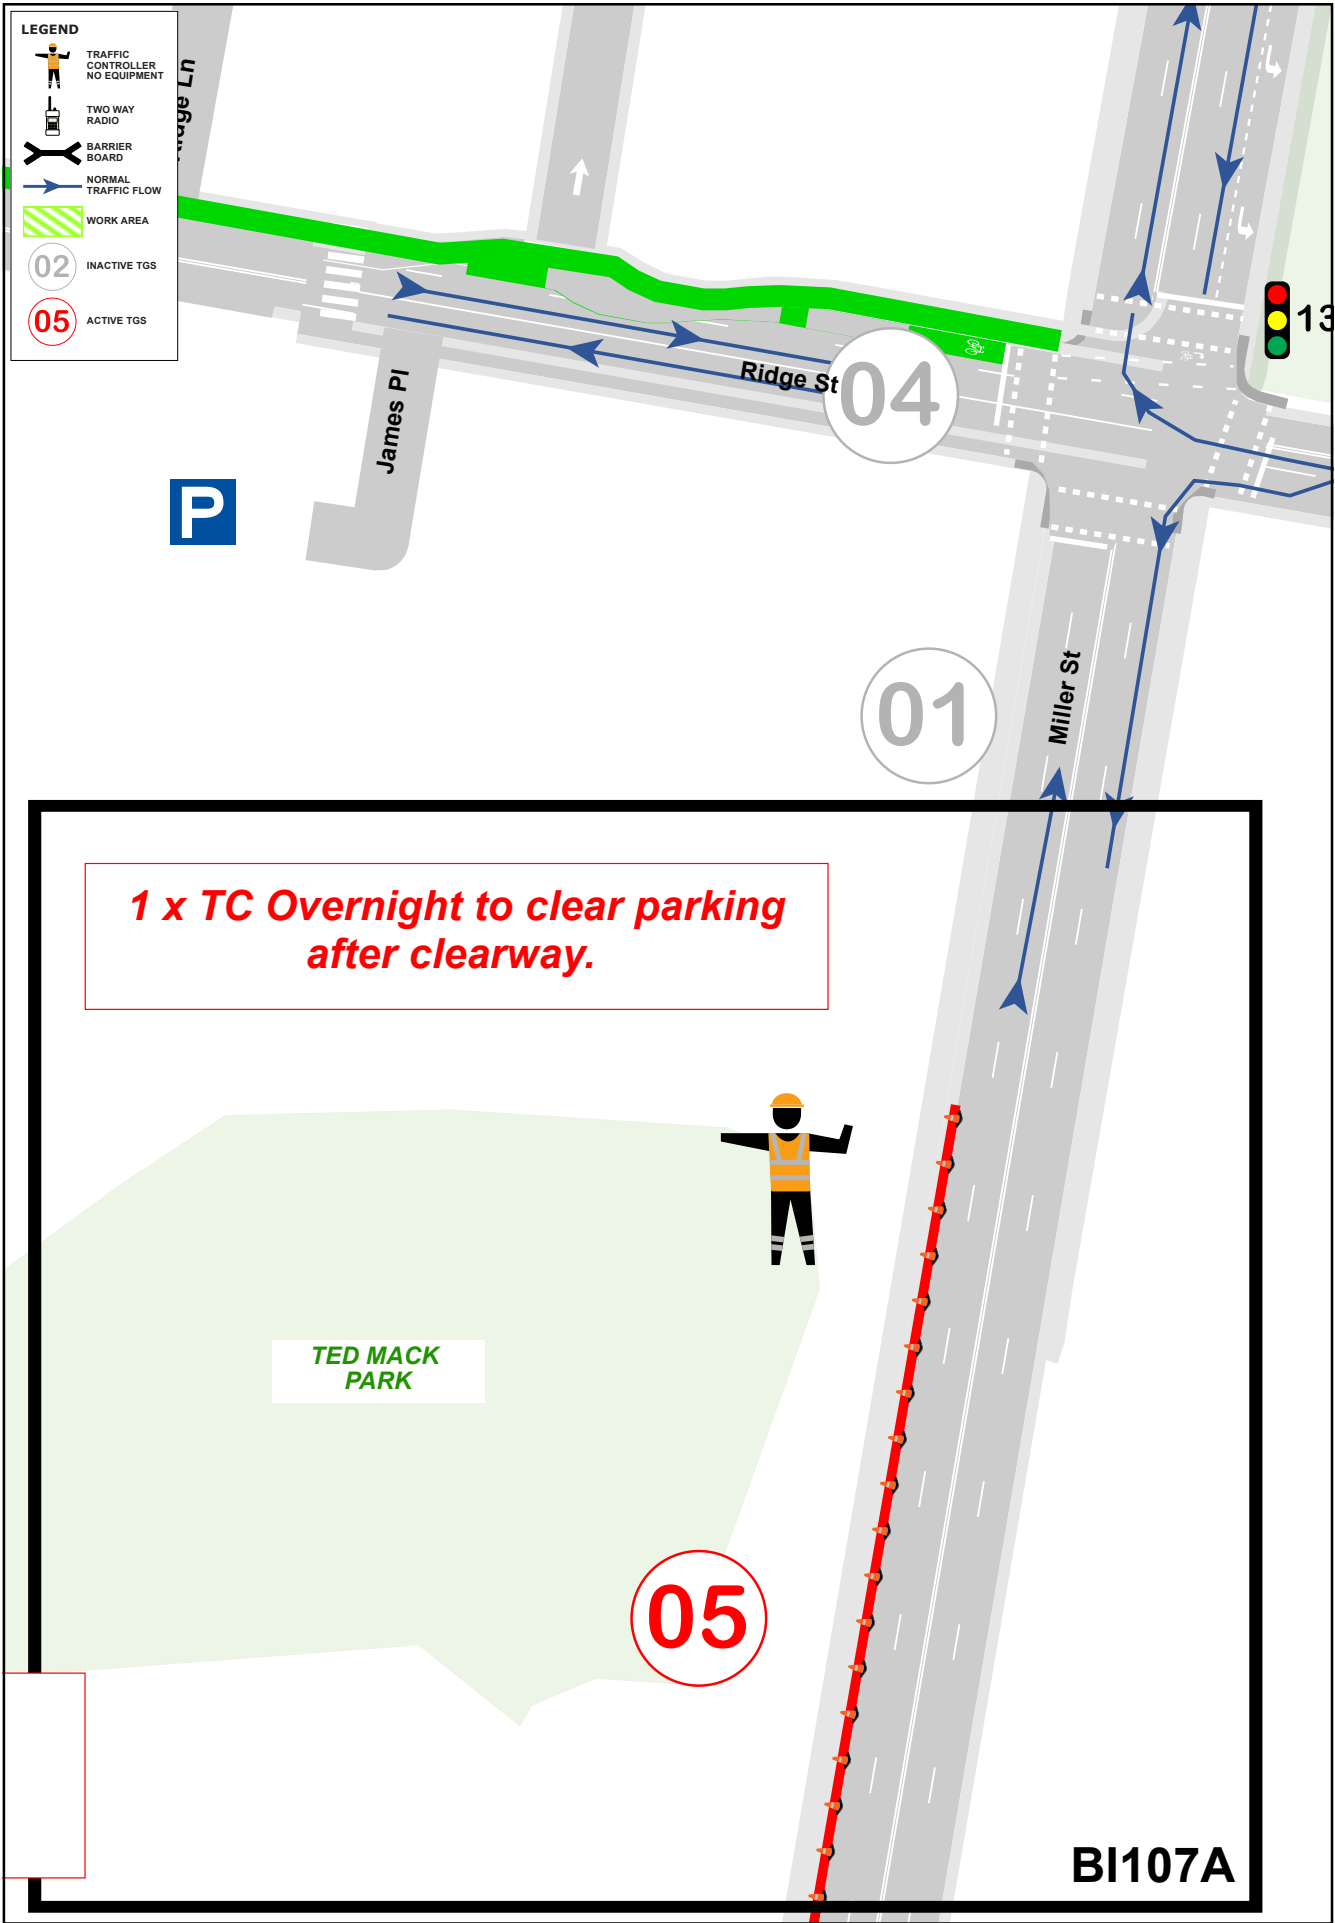 LEGEND
TRAFFIC
CONTROLLER
NO EQUIPMENT
TWO WAY
RADIO
BARRIER
BOARD
NORMAL
TRAFFIC FLOW
WORK AREA
02
INACTIVE TGS
05
ACTIVE TGS
Ln
13
Ridge St
04
James Pl
P
01
Miller St
1 x TC Overnight to clear parking
after clearway.
TED MACK
PARK
05
BI107A